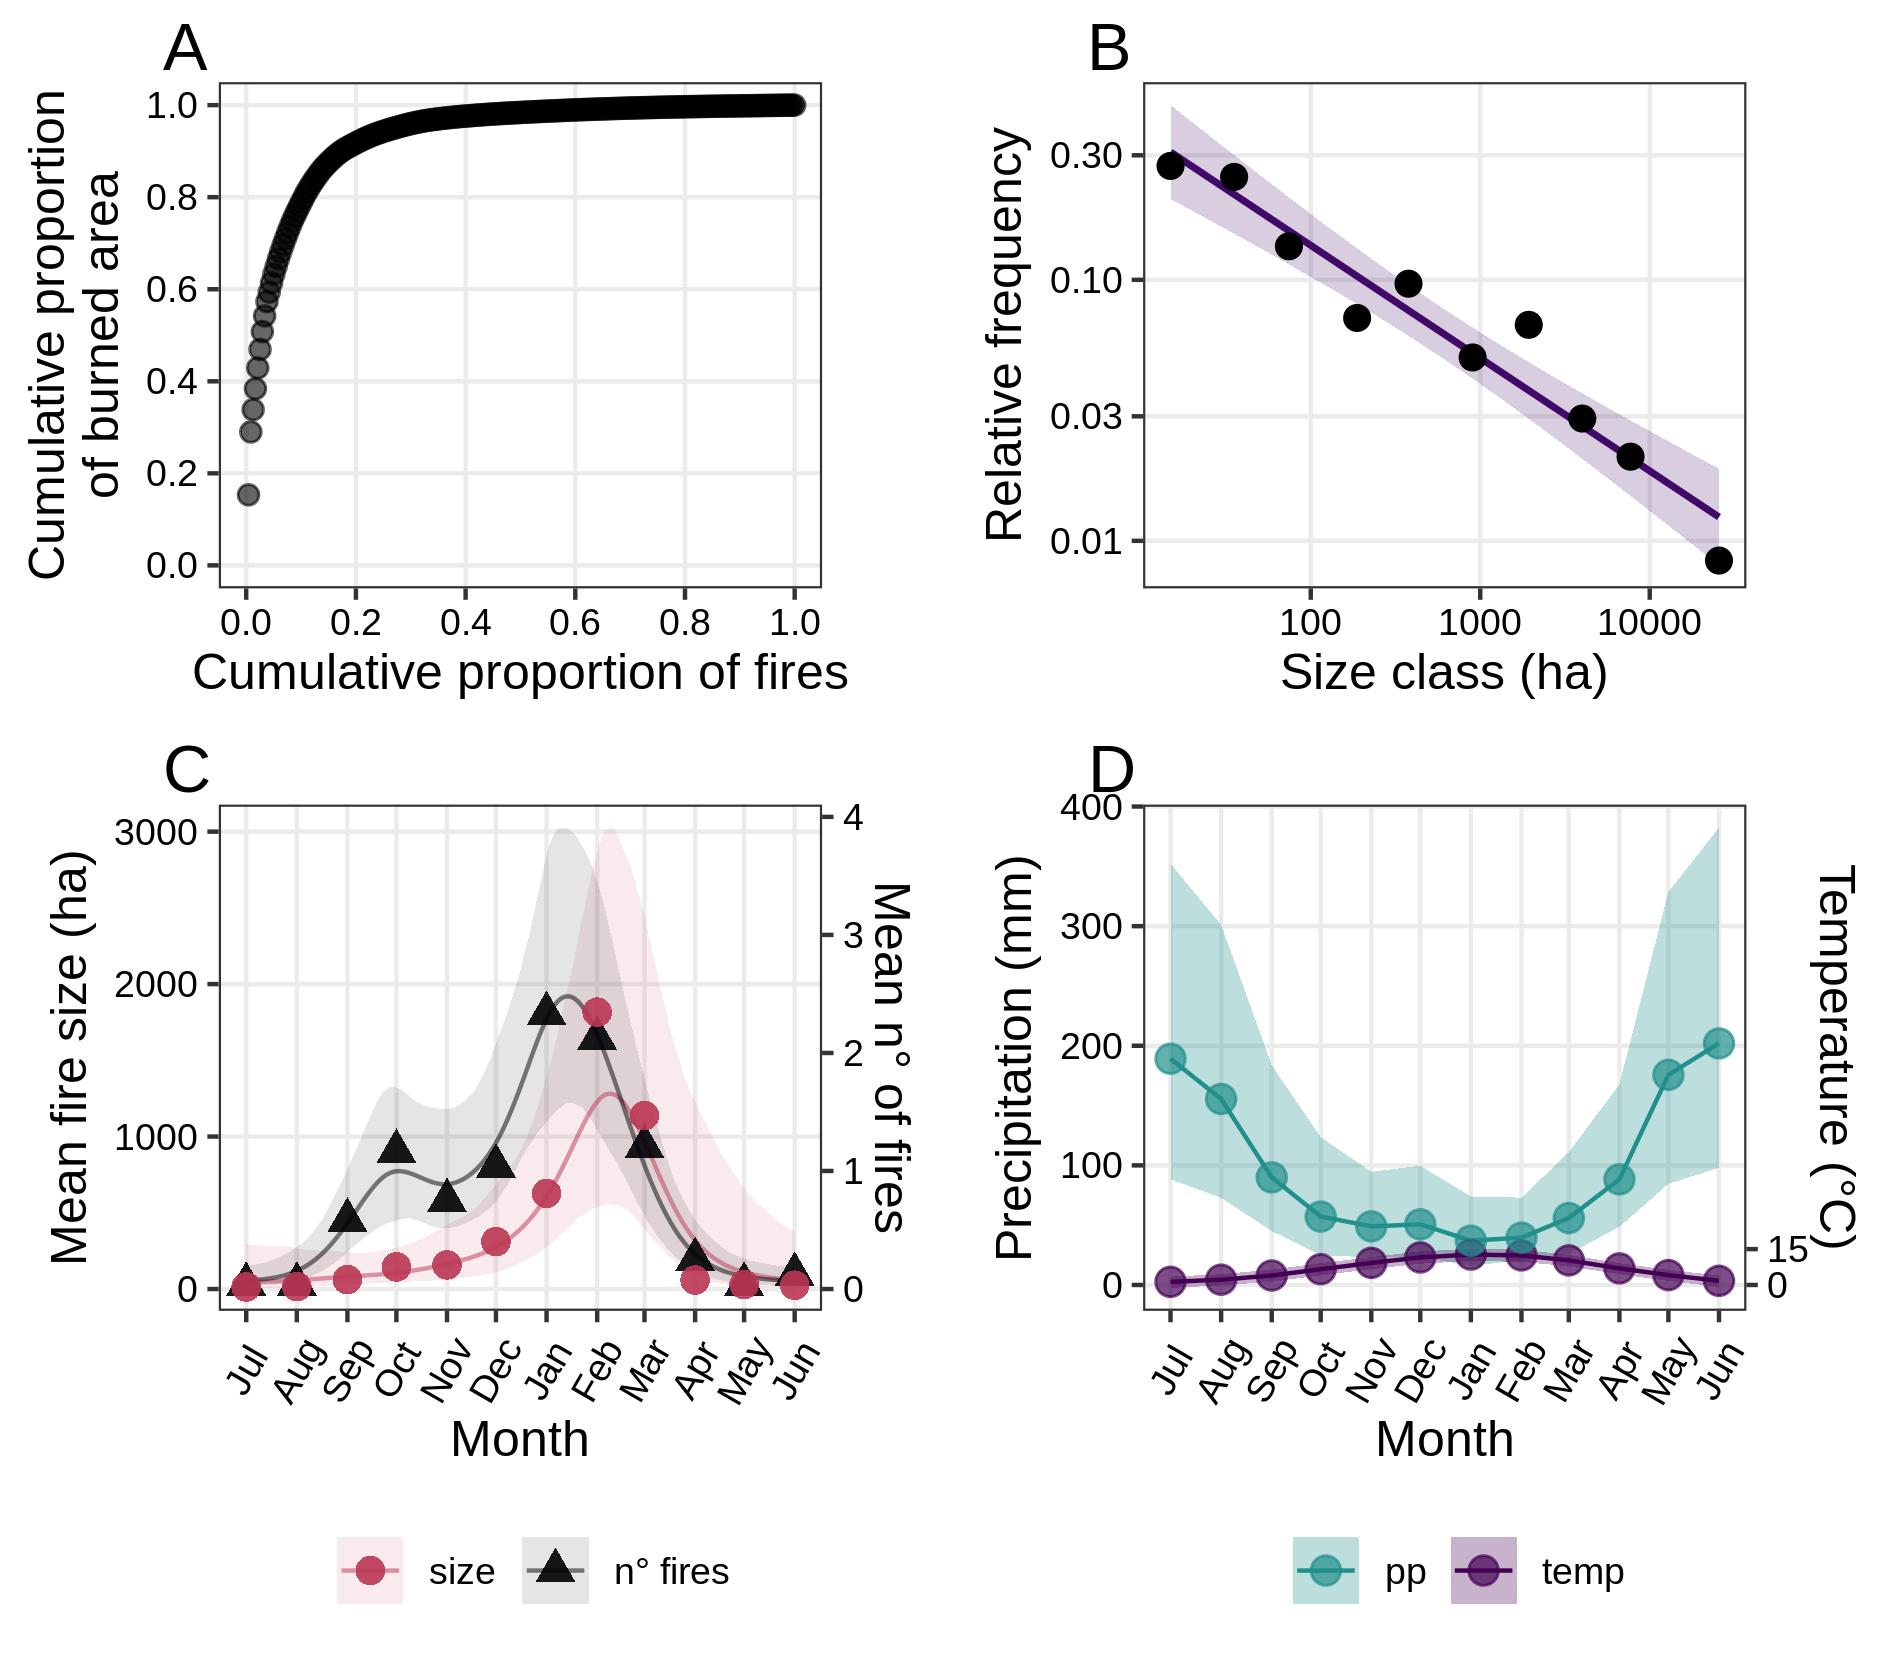 A
Cumulative proportion
of burned area
1.0
0.8
0.6
0.4
0.2
0.0
0.0 0.2 0.4 0.6 0.8 1.0
Cumulative proportion of fires
B
Relative frequency
0.30
0.10
0.03
0.01
100 1000 10000
Size class (ha)
C
Mean fire size (ha)
3000
2000
1000
0
4
3
2
1
0
Mean n° of fires
Jul Aug Sep Oct Nov Dec Jan Feb Mar Apr May Jun
Month
size n° fires
D
Precipitation (mm)
400
300
200
100
0
15
0
Temperature (°C)
Jul Aug Sep Oct Nov Dec Jan Feb Mar Apr May Jun
Month
pp temp